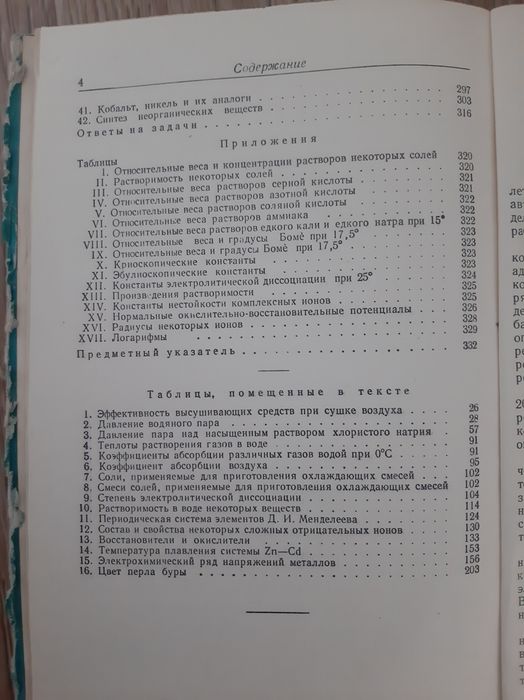 4
Содержание
41. Кобальт, никель и их аналоги . . . . . . . . . . . . . . . . 297
42. Синтез неорганических веществ . . . . . . . . . . . . . . . . 303
Ответы на задачи . . . . . . . . . . . . . . . . 316
Приложения
Таблицы
I. Относительные веса и концентрации растворов некоторых солей 320
II. Растворимость некоторых солей . . . . . . . . . . . 320
III. Относительные веса растворов серной кислоты . . . . . . 321
IV. Относительные веса растворов азотной кислоты . . . . . . 321
V. Относительные веса растворов соляной кислоты . . . . . . 322
VI. Относительные веса растворов аммиака . . . . . . . . 322
VII. Относительные веса растворов едкого кали и едкого натра при 15° 322
VIII. Относительные веса и градусы Бомè при 17,5° . . . . . . 323
IX. Относительные веса и градусы Бомè при 17,5° . . . . . . 323
X. Криоскопические константы . . . . . . . . . . . 323
XI. Эбулиоскопические константы . . . . . . . . . . . 323
XII. Константы электролитической диссоциации при 25° . . . . . 324
XIII. Произведения растворимости . . . . . . . . . . . 325
XIV. Константы нестойкости комплексных ионов . . . . . . . 325
XV. Нормальные окислительно-восстановительные потенциалы . . . 326
XVI. Радиусы некоторых ионов . . . . . . . . . . . 328
XVII. Логарифмы . . . . . . . . . . . . . . . 329
Предметный указатель . . . . . . . . . . . . . . . 332
Таблицы, помещенные в тексте
1. Эффективность высушивающих средств при сушке воздуха . . . . 26
2. Давление водяного пара . . . . . . . . . . . . . . . 28
3. Давление пара над насыщенным раствором хлористого натрия . . 57
4. Теплоты растворения газов в воде . . . . . . . . . . . 91
5. Коэффициенты абсорбции различных газов водой при 0°C . . . . 91
6. Коэффициент абсорбции воздуха . . . . . . . . . . . 95
7. Соли, применяемые для приготовления охлаждающих смесей . . . 102
8. Смеси солей, применяемые для приготовления охлаждающих смесей 102
9. Степень электролитической диссоциации . . . . . . . . . 104
10. Растворимость в воде некоторых веществ . . . . . . . . . 114
11. Периодическая система элементов Д. И. Менделеева . . . . . . 124
12. Состав и свойства некоторых сложных отрицательных ионов . . . 130
13. Восстановители и окислители . . . . . . . . . . . . . 133
14. Температура плавления системы Zn—Cd . . . . . . . . . . 153
15. Электрохимический ряд напряжений металлов . . . . . . . . 156
16. Цвет перла буры . . . . . . . . . . . . . . . . . 203